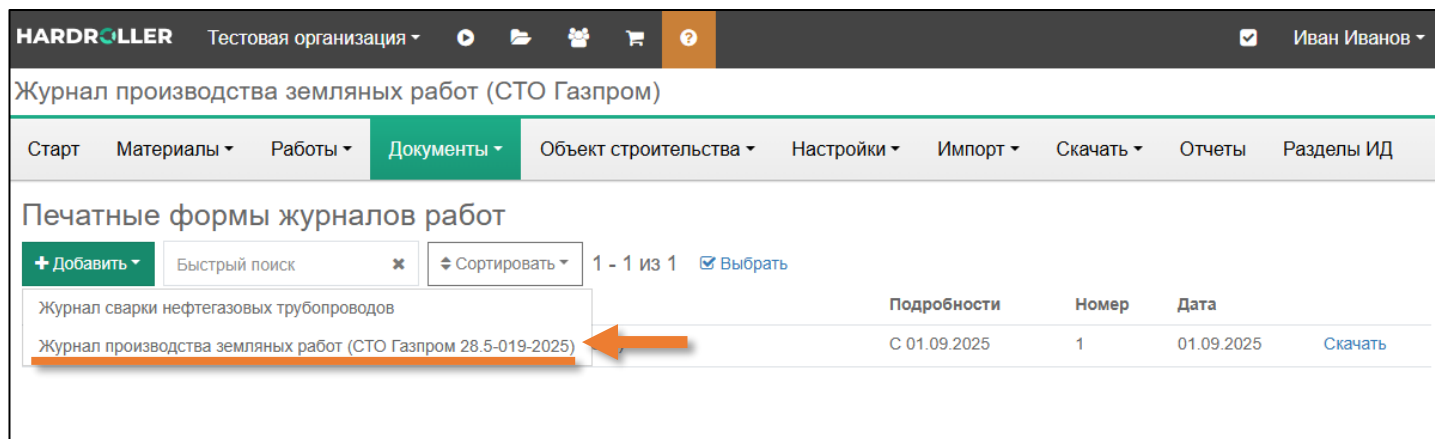 HARDROLLER Тестовая организация Иван Иванов
Журнал производства земляных работ (СТО Газпром)
Старт Материалы Работы Документы Объект строительства Настройки Импорт Скачать Отчеты Разделы ИД
Печатные формы журналов работ
+ Добавить Быстрый поиск × Сортировать 1 - 1 из 1 Выбрать
Журнал сварки нефтегазовых трубопроводов Подробности Номер Дата
Журнал производства земляных работ (СТО Газпром 28.5-019-2025) С 01.09.2025 1 01.09.2025 Скачать